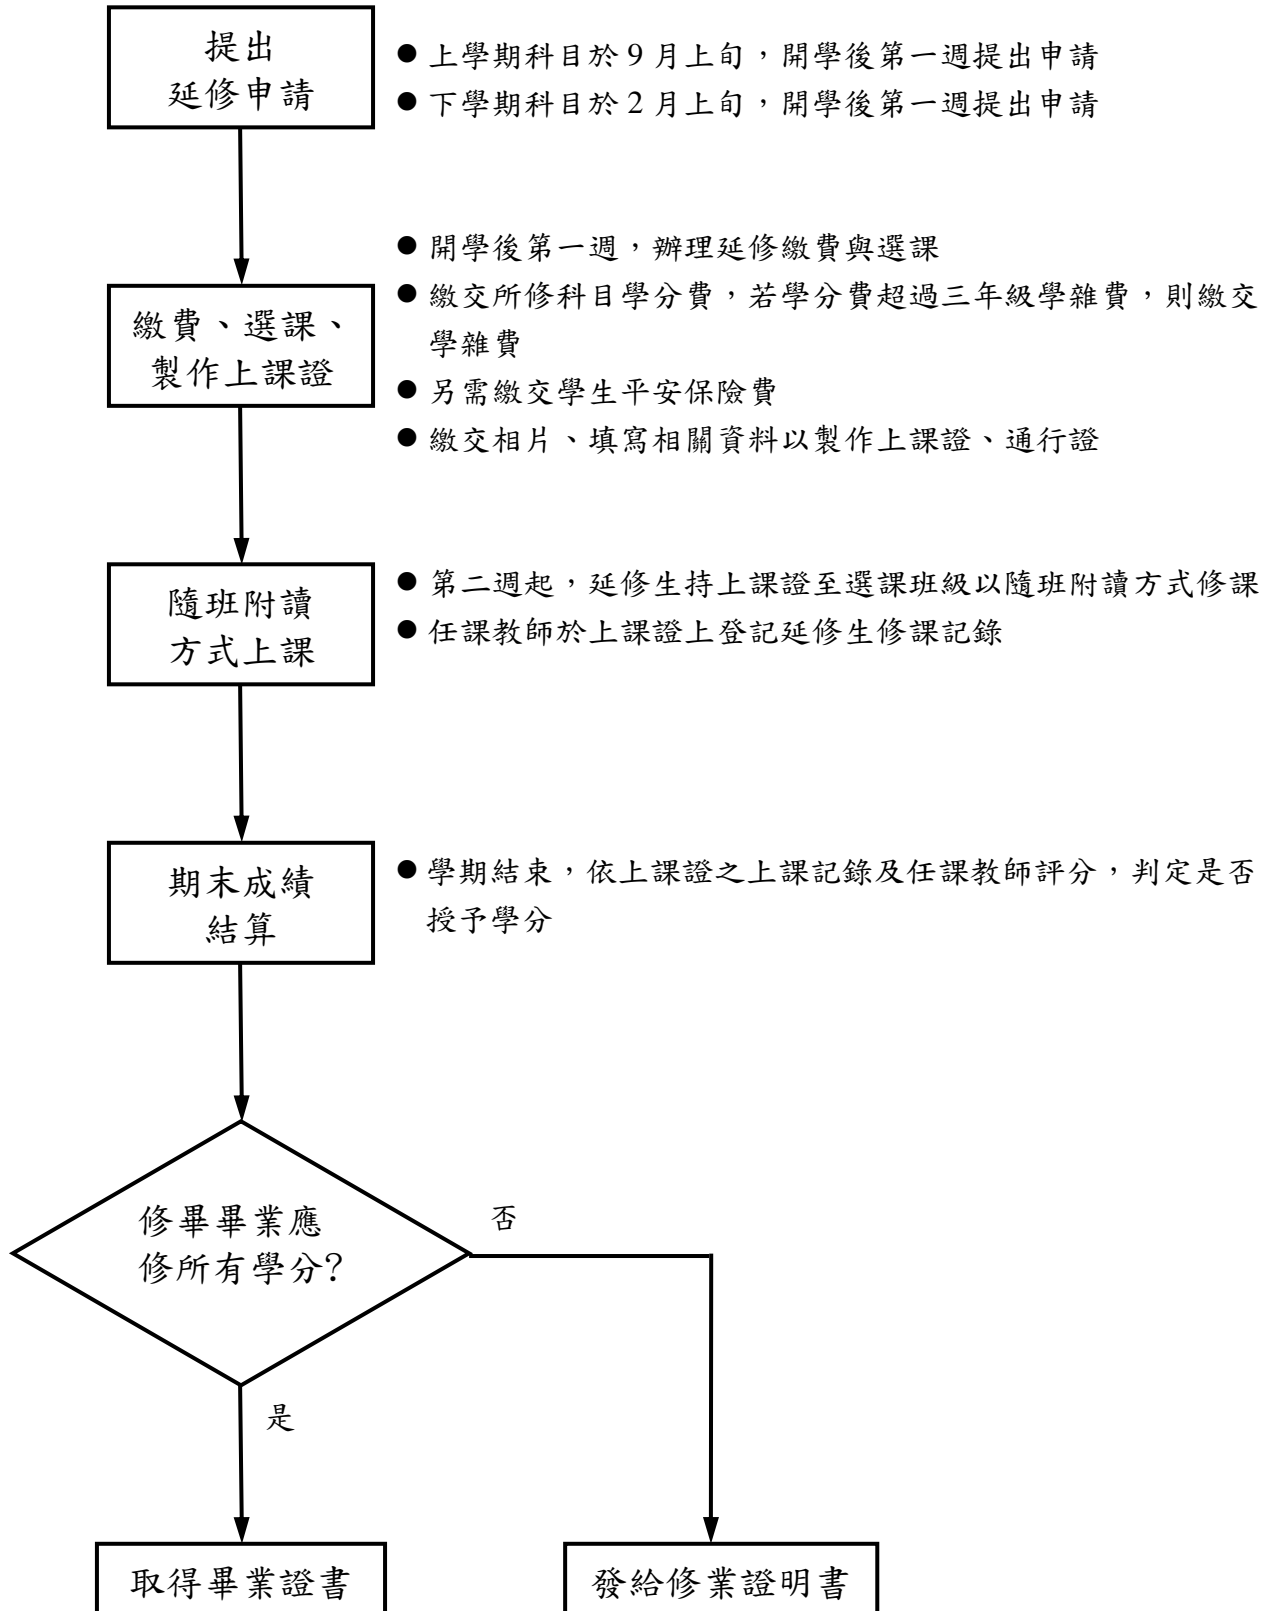 提出
延修申請
●上學期科目於 9 月上旬，開學後第一週提出申請
●下學期科目於 2 月上旬，開學後第一週提出申請
●開學後第一週，辦理延修繳費與選課
●繳交所修科目學分費，若學分費超過三年級學雜費，則繳交
學雜費
●另需繳交學生平安保險費
●繳交相片、填寫相關資料以製作上課證、通行證
繳費、選課、
製作上課證
隨班附讀
方式上課
●第二週起，延修生持上課證至選課班級以隨班附讀方式修課
●任課教師於上課證上登記延修生修課記錄
期末成績
結算
●學期結束，依上課證之上課記錄及任課教師評分，判定是否
授予學分
修畢畢業應
修所有學分?
否
是
取得畢業證書
發給修業證明書